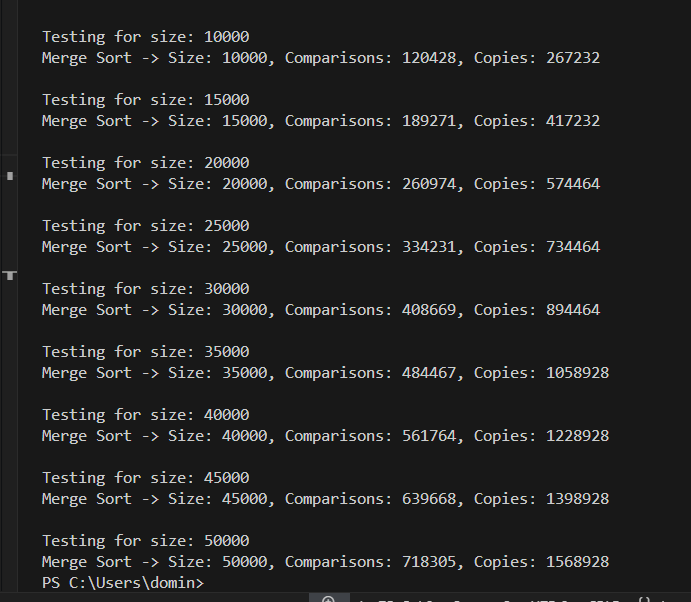 Testing for size: 10000
Merge Sort -> Size: 10000, Comparisons: 120428, Copies: 267232
Testing for size: 15000
Merge Sort -> Size: 15000, Comparisons: 189271, Copies: 417232
Testing for size: 20000
Merge Sort -> Size: 20000, Comparisons: 260974, Copies: 574464
Testing for size: 25000
Merge Sort -> Size: 25000, Comparisons: 334231, Copies: 734464
Testing for size: 30000
Merge Sort -> Size: 30000, Comparisons: 408669, Copies: 894464
Testing for size: 35000
Merge Sort -> Size: 35000, Comparisons: 484467, Copies: 1058928
Testing for size: 40000
Merge Sort -> Size: 40000, Comparisons: 561764, Copies: 1228928
Testing for size: 45000
Merge Sort -> Size: 45000, Comparisons: 639668, Copies: 1398928
Testing for size: 50000
Merge Sort -> Size: 50000, Comparisons: 718305, Copies: 1568928
PS C:\Users\domin>